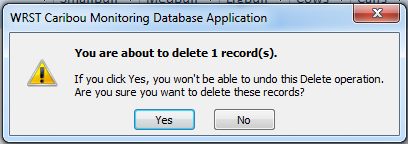 WRST Caribou Monitoring Database Application
You are about to delete 1 record(s).
If you click Yes, you won't be able to undo this Delete operation.
Are you sure you want to delete these records?
Yes No